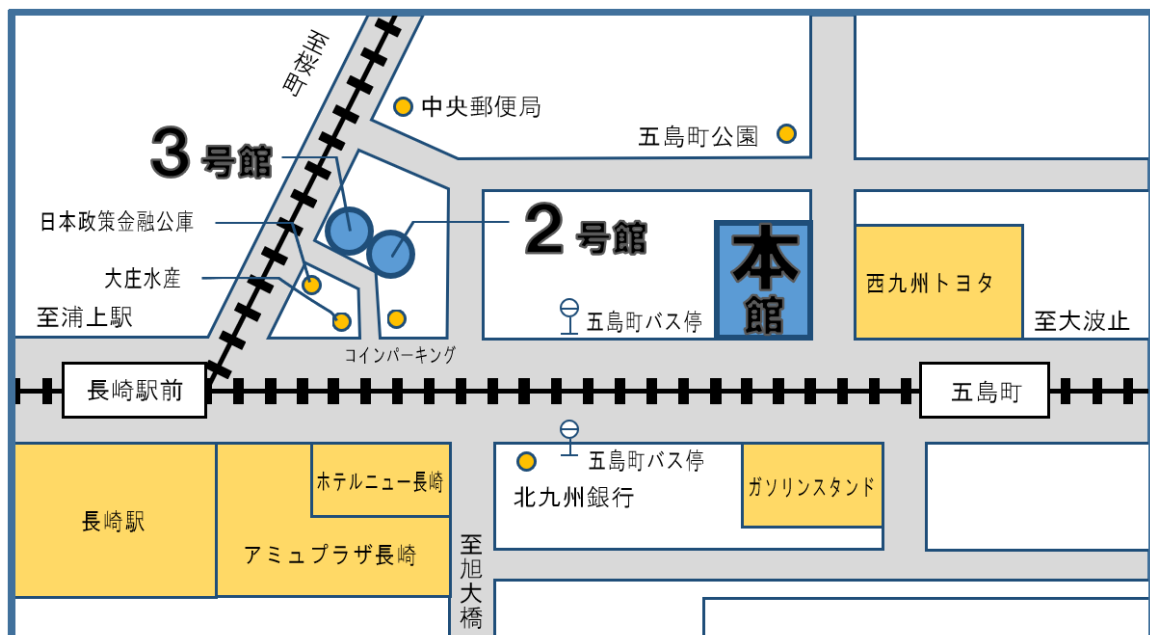 至桜町
中央郵便局
五島町公園
3号館
日本政策金融公庫
2号館
本館
大庄水産
西九州トヨタ
至浦上駅
五島町バス停
至大波止
コインパーキング
長崎駅前
五島町
五島町バス停
ホテルニュー長崎
北九州銀行
ガソリンスタンド
長崎駅
アミュプラザ長崎
至旭大橋